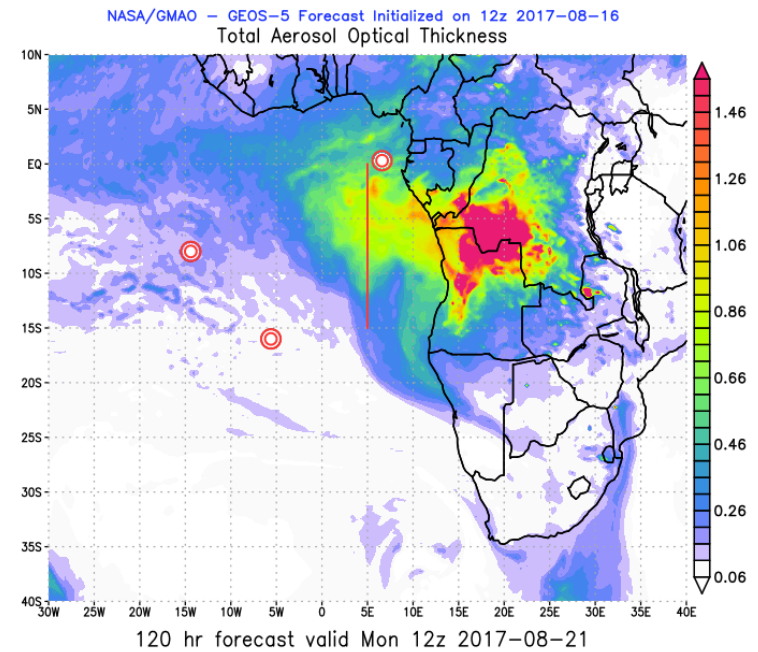 NASA/GMAO - GEOS-5 Forecast Initialized on 12z 2017-08-16
Total Aerosol Optical Thickness
10N
5N
EQ
5S
10S
15S
20S
25S
30S
35S
40S
30W 25W 20W 15W 10W 5W 0 5E 10E 15E 20E 25E 30E 35E 40E
1.46
1.26
1.06
0.86
0.66
0.46
0.26
0.06
120 hr forecast valid Mon 12z 2017-08-21